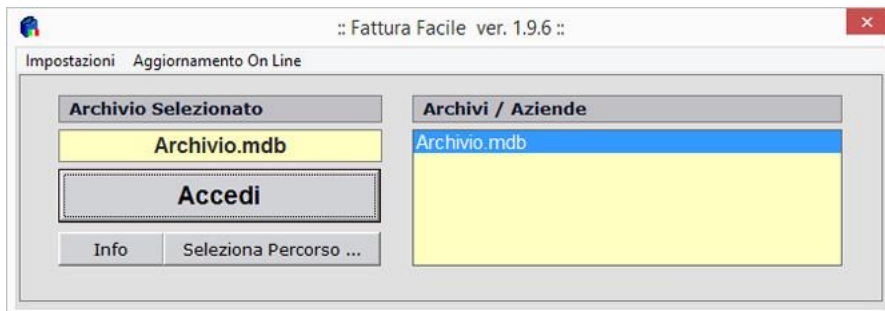 :: Fattura Facile ver. 1.9.6 ::
Impostazioni Aggiornamento On Line
Archivio Selezionato
Archivio.mdb
Accedi
Info Seleziona Percorso ...
Archivi / Aziende
Archivio.mdb